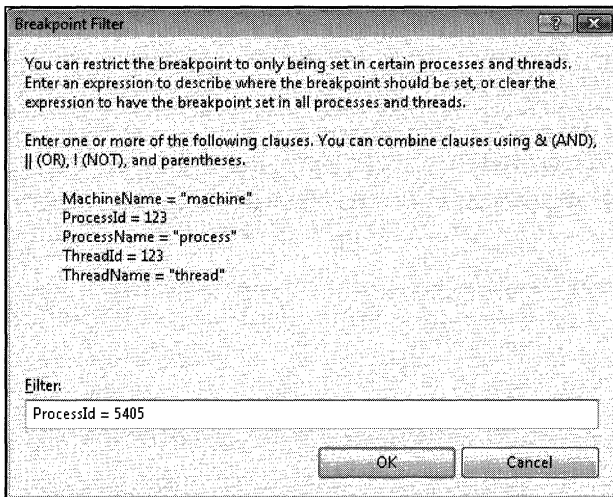 Breakpoint Filter
You can restrict the breakpoint to only being set in certain processes and threads.
Enter an expression to describe where the breakpoint should be set, or clear the
expression to have the breakpoint set in all processes and threads.
Enter one or more of the following clauses. You can combine clauses using & (AND),
|| (OR), ! (NOT), and parentheses.
MachineName = "machine"
ProcessId = 123
ProcessName = "process"
ThreadId = 123
ThreadName = "thread"
Filter:
ProcessId = 5405
OK
Cancel